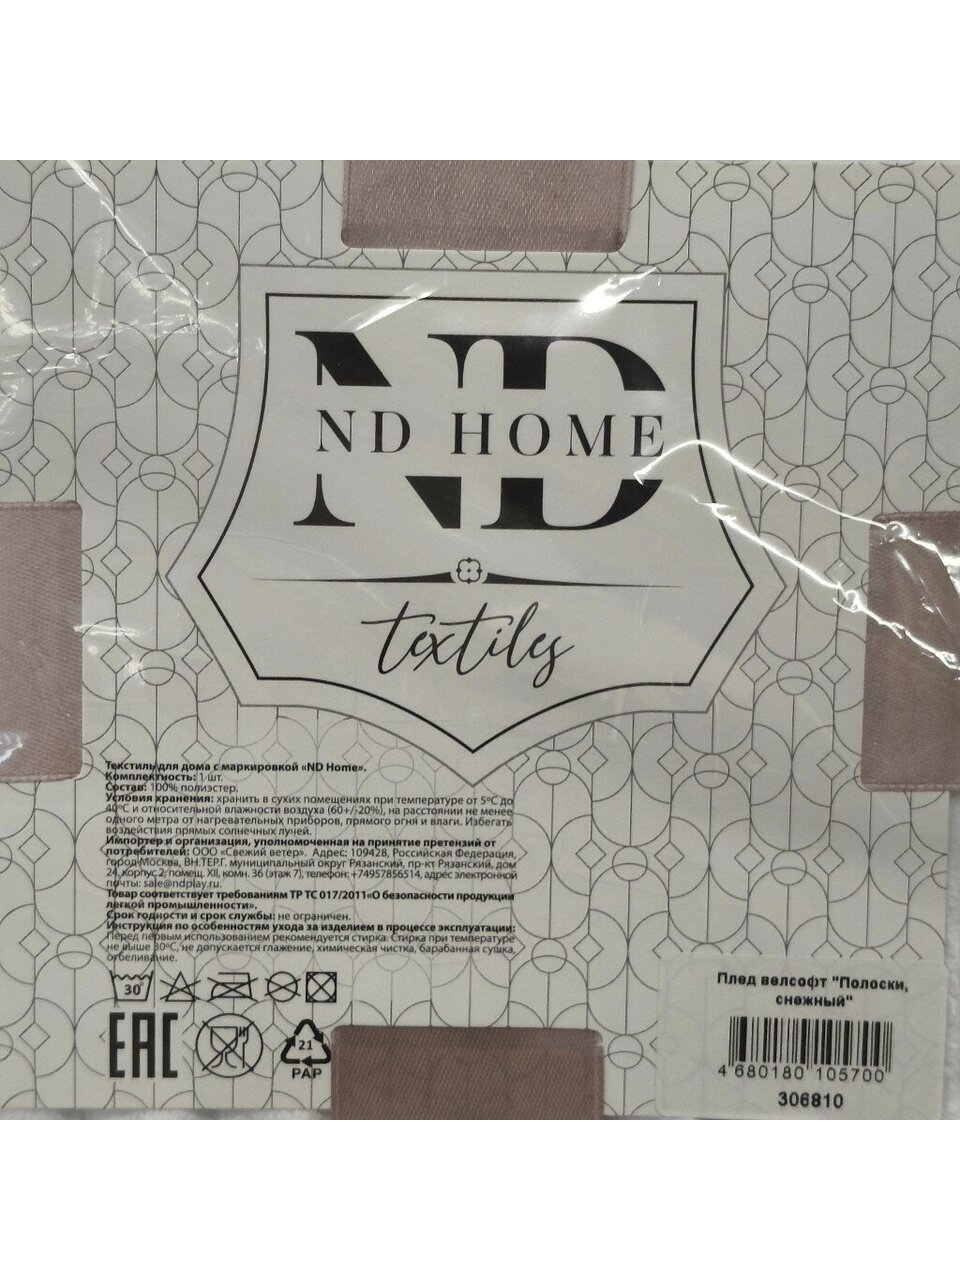 ND
ND HOME
textiles
Текстиль для дома с маркировкой «ND Home».
Комплектность: 1 шт.
Состав: 100% полиэстер.
Условия хранения: хранить в сухих помещениях при температуре от 5°C до
40°C и относительной влажности воздуха (60+/-20%), на расстоянии не менее
одного метра от нагревательных приборов, прямого огня и влаги. Избегать
воздействия прямых солнечных лучей.
Импортер и организация, уполномоченная на принятие претензий от
потребителей: ООО «Свежий ветер». Адрес: 109428, Российская Федерация,
город Москва, ВН.ТЕР.Г. муниципальный округ Рязанский, пр-кт Рязанский, дом
24, корпус 2, помещ. XII, комн. 36 (этаж 7), телефон: +74957856514, адрес электронной
почты: sale@ndplay.ru.
Товар соответствует требованиям ТР ТС 017/2011 «О безопасности продукции
легкой промышленности».
Срок годности и срок службы: не ограничен.
Инструкция по особенностям ухода за изделием в процессе эксплуатации:
Перед первым использованием рекомендуется стирка. Стирка при температуре
не выше 30°C, не допускается глажение, химическая чистка, барабанная сушка,
отбеливание.
30°
EAC
21
PAP
Плед велсофт "Полоски,
снежный"
4 680180 105700
306810